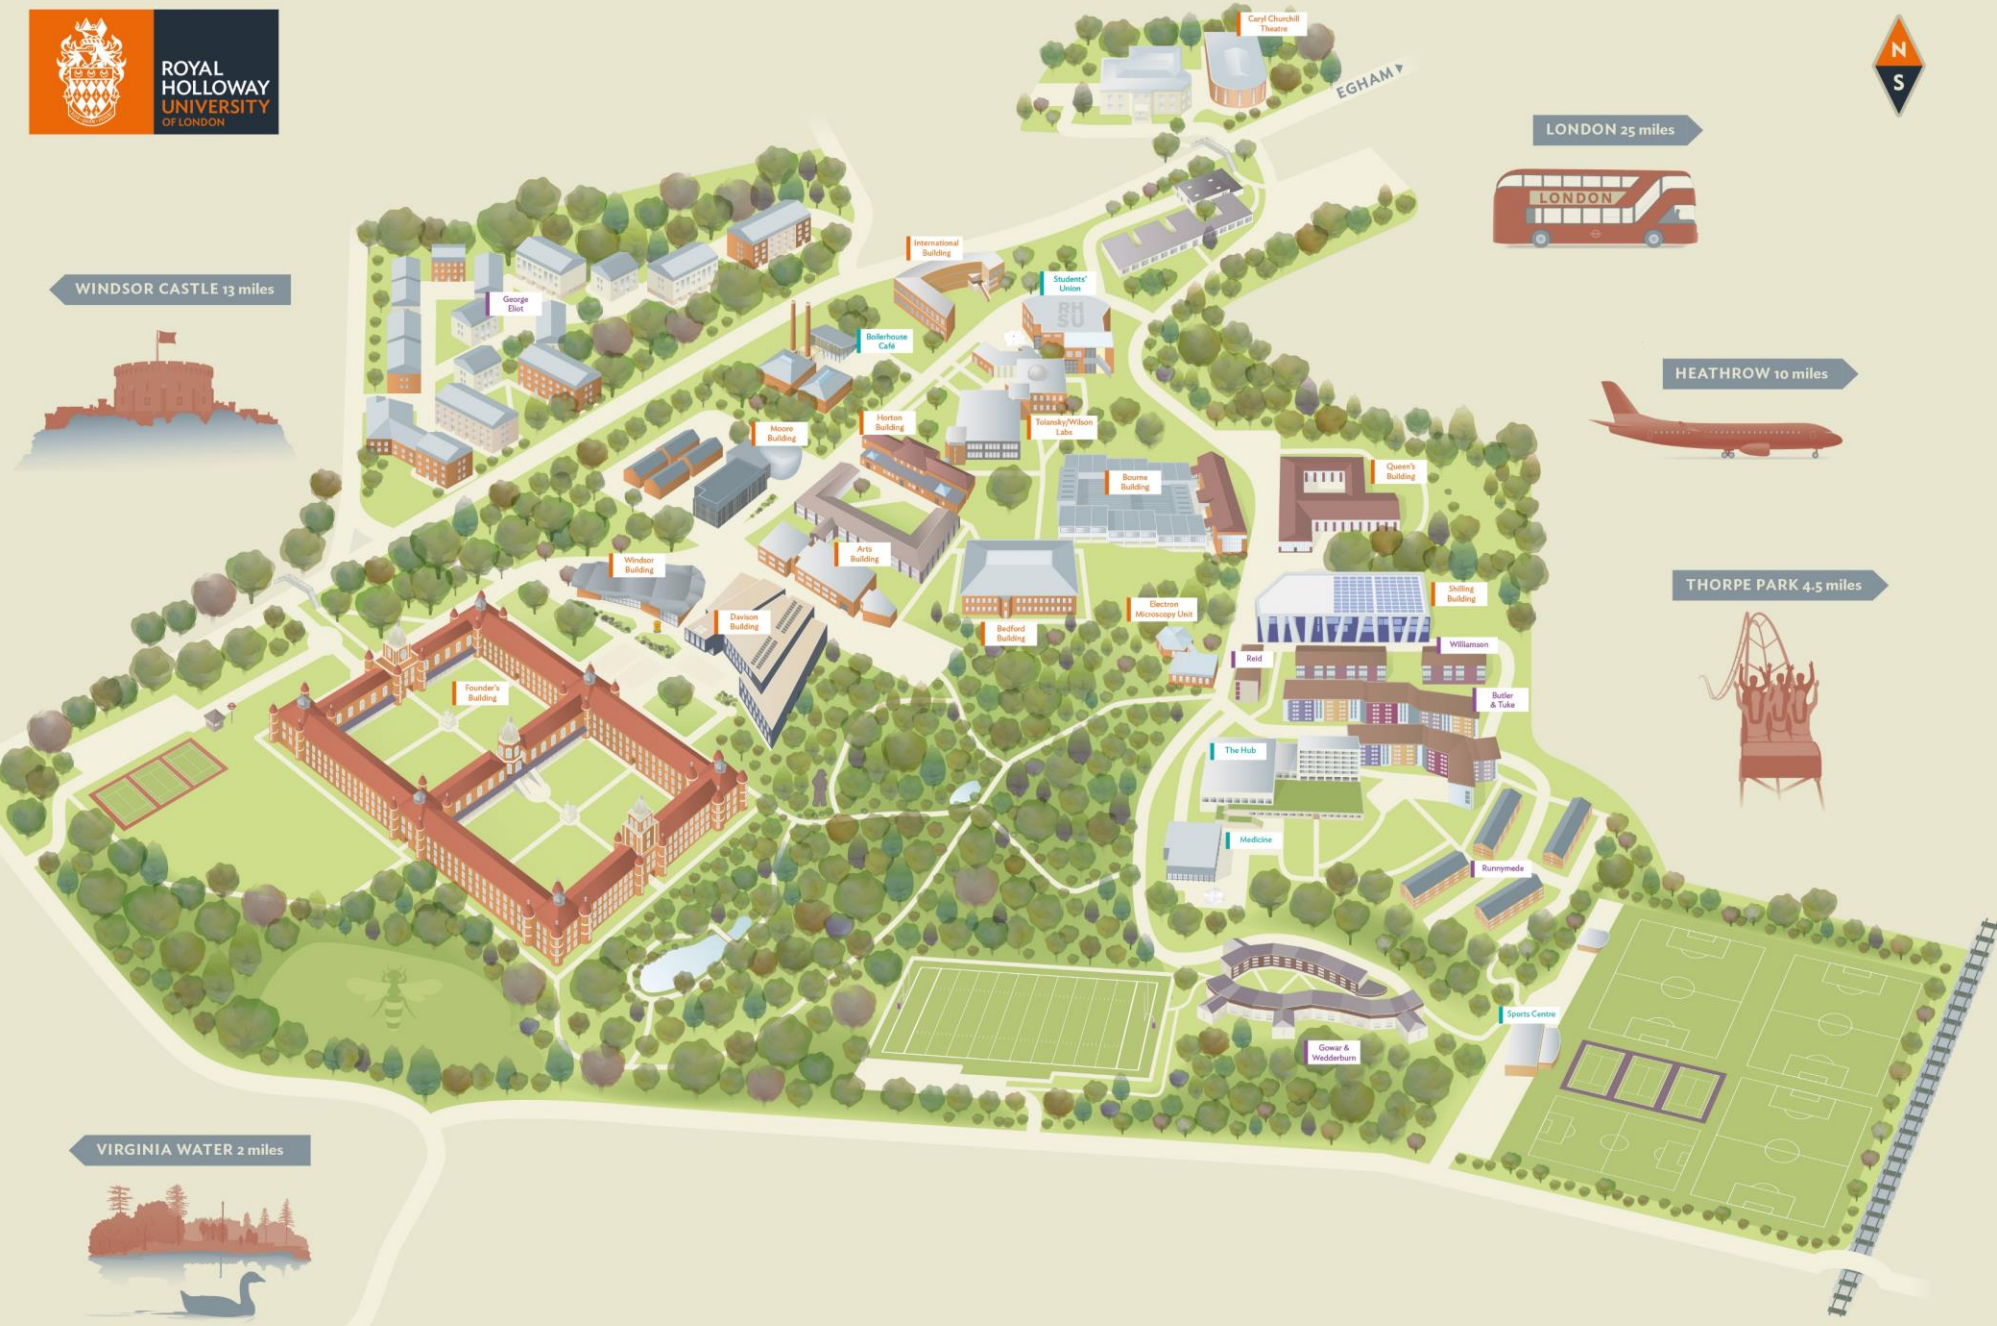 ROYAL
HOLLOWAY
UNIVERSITY
OF LONDON
Caryl Churchill
Theatre
N
S
EGHAM
LONDON 25 miles
LONDON
WINDSOR CASTLE 13 miles
International
Building
Students'
Union
RH
SU
George
Eliot
Boilerhouse
Café
HEATHROW 10 miles
Moore
Building
Horton
Building
Tolansky/Wilson
Labs
Bourne
Building
Queen's
Building
Windsor
Building
Arts
Building
THORPE PARK 4.5 miles
Shilling
Building
Electron
Microscopy Unit
Davison
Building
Bedford
Building
Williamson
Reid
Founder's
Building
Butler
& Tuke
The Hub
Medicine
Runnymede
Sports Centre
Gowar &
Wedderburn
VIRGINIA WATER 2 miles